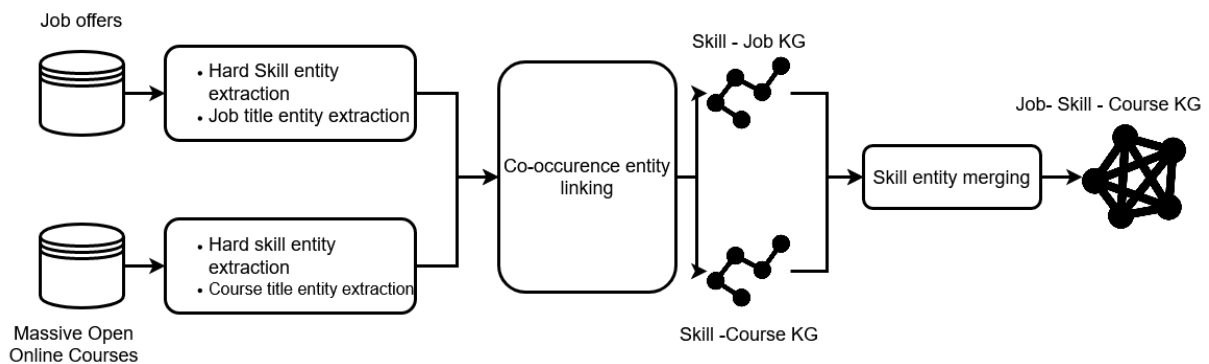 Job offers
• Hard Skill entity
extraction
• Job title entity extraction
Massive Open
Online Courses
• Hard skill entity
extraction
• Course title entity extraction
Co-occurence entity
linking
Skill - Job KG
Skill -Course KG
Skill entity merging
Job- Skill - Course KG